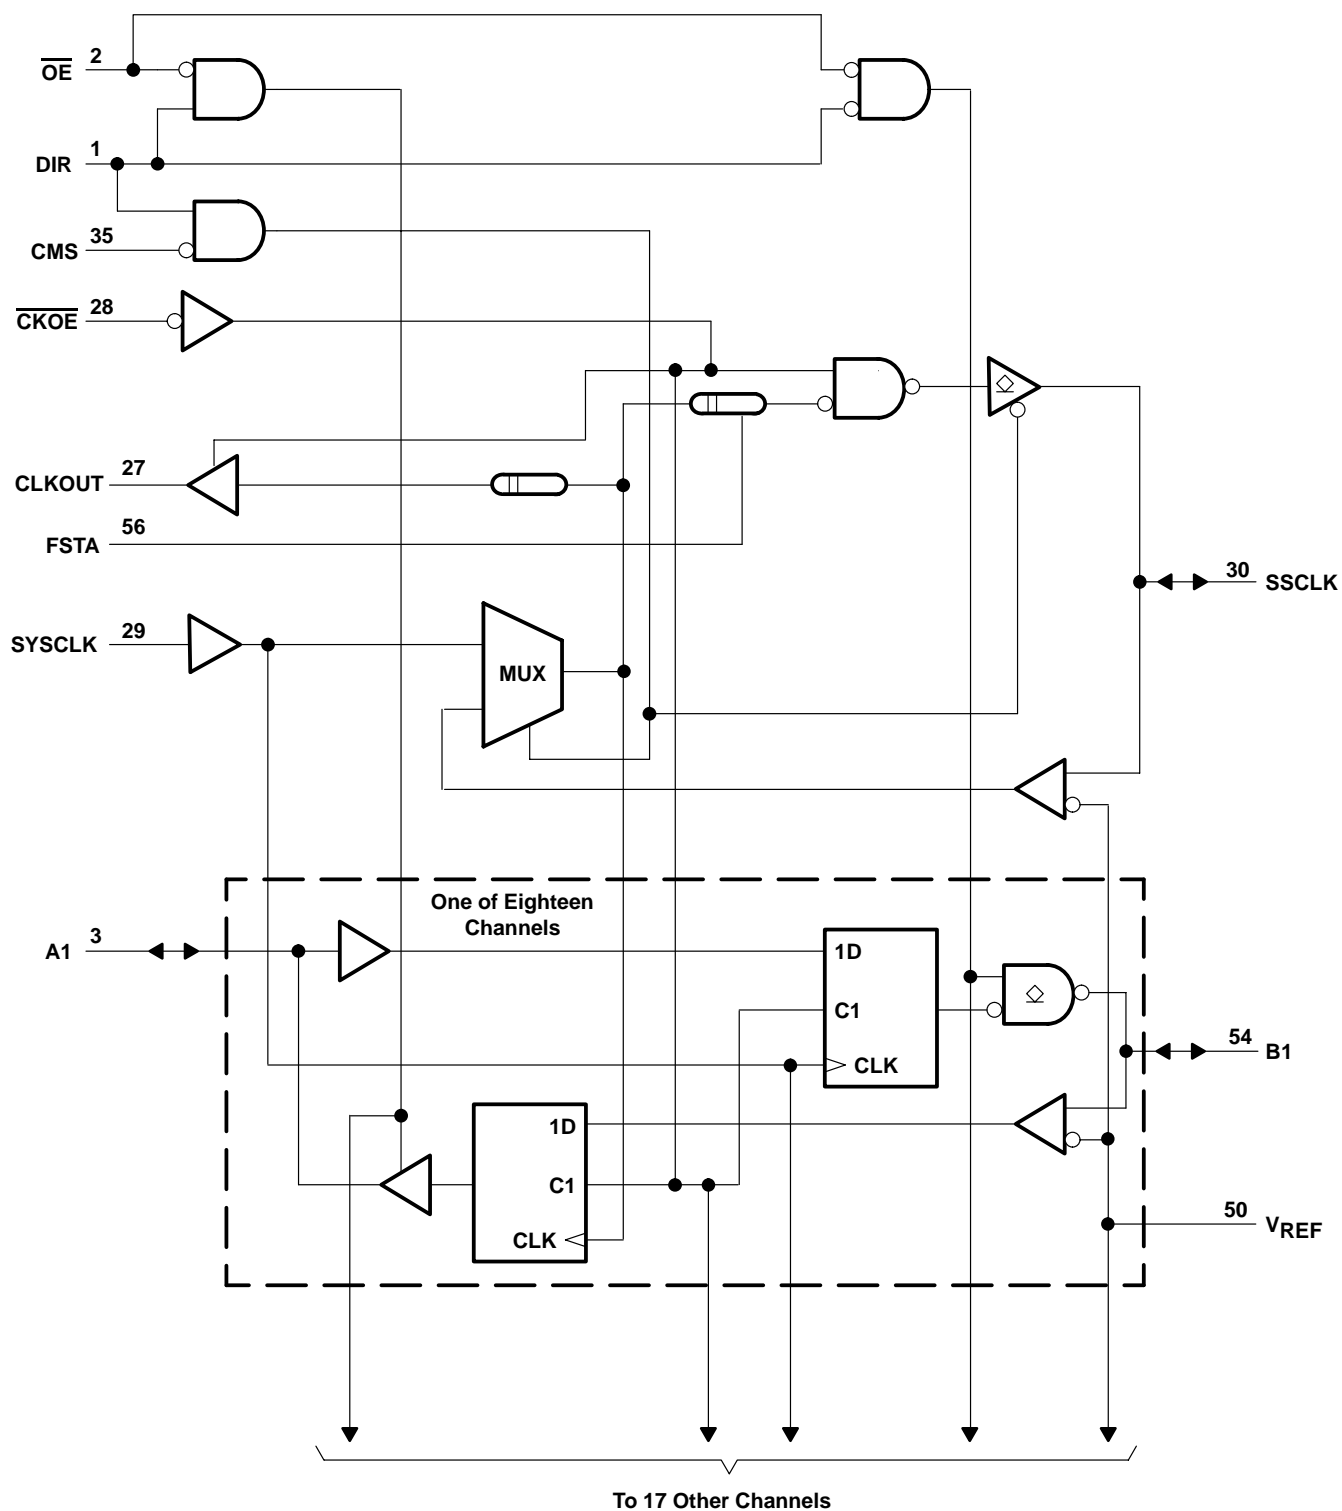 2
OE
1
DIR
35
CMS
28
CKOE
27
CLKOUT
56
FSTA
30
SSCLK
29
SYSCLK
MUX
One of Eighteen
Channels
3
A1
1D
C1
CLK
54
B1
1D
C1
CLK
50
VREF
To 17 Other Channels